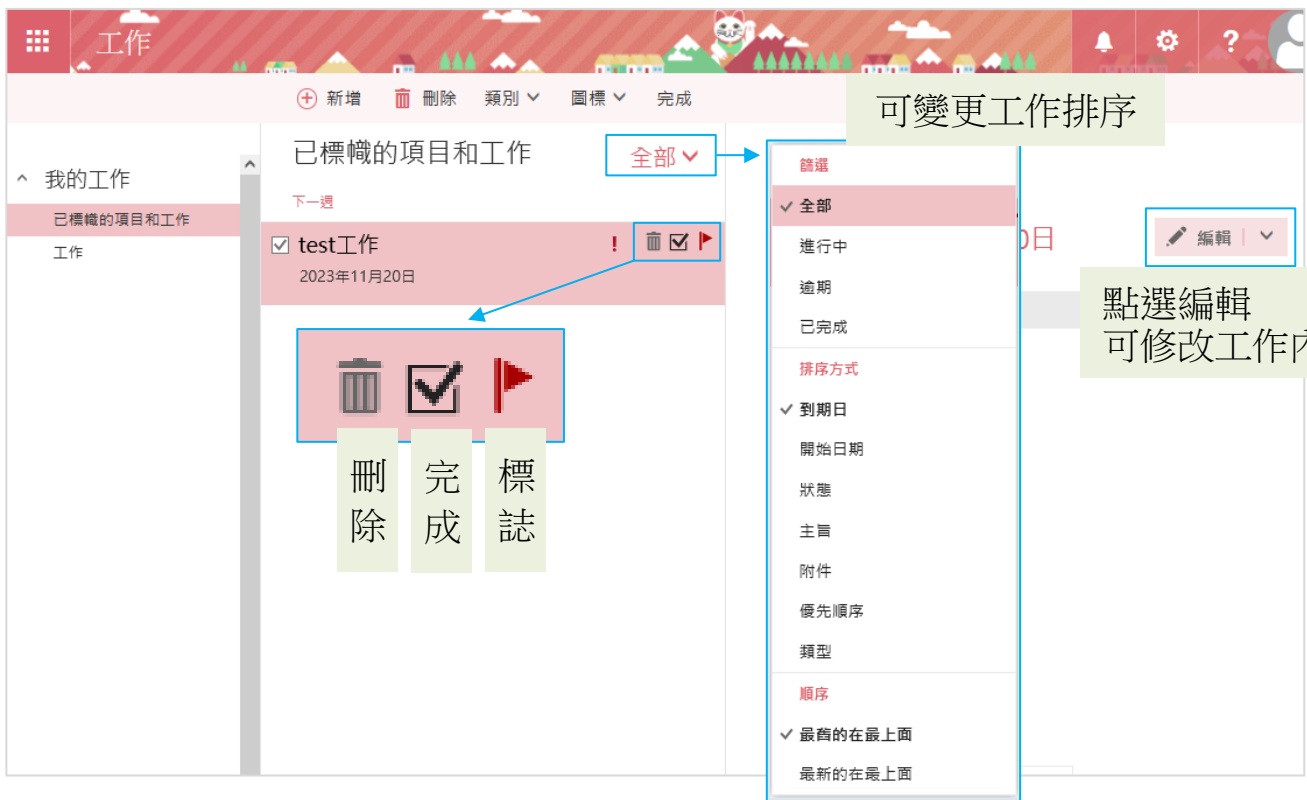 工作
?
新增 刪除 類別 圖標 完成
可變更工作排序
我的工作
已標幟的項目和工作
工作
已標幟的項目和工作 全部
下一週
test工作 !
2023年11月20日
刪除
完成
標誌
篩選
全部
進行中
逾期
已完成
排序方式
到期日
開始日期
狀態
主旨
附件
優先順序
類型
順序
最舊的在最上面
最新的在最上面
日
編輯
點選編輯
可修改工作